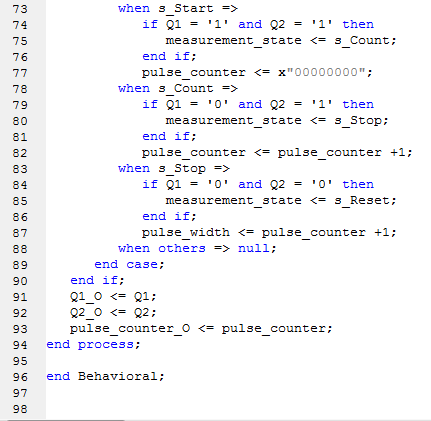 73 when s_Start =>
74 if Q1 = '1' and Q2 = '1' then
75 measurement_state <= s_Count;
76 end if;
77 pulse_counter <= x"00000000";
78 when s_Count =>
79 if Q1 = '0' and Q2 = '1' then
80 measurement_state <= s_Stop;
81 end if;
82 pulse_counter <= pulse_counter +1;
83 when s_Stop =>
84 if Q1 = '0' and Q2 = '0' then
85 measurement_state <= s_Reset;
86 end if;
87 pulse_width <= pulse_counter +1;
88 when others => null;
89 end case;
90 end if;
91 Q1_O <= Q1;
92 Q2_O <= Q2;
93 pulse_counter_O <= pulse_counter;
94 end process;
95
96 end Behavioral;
97
98